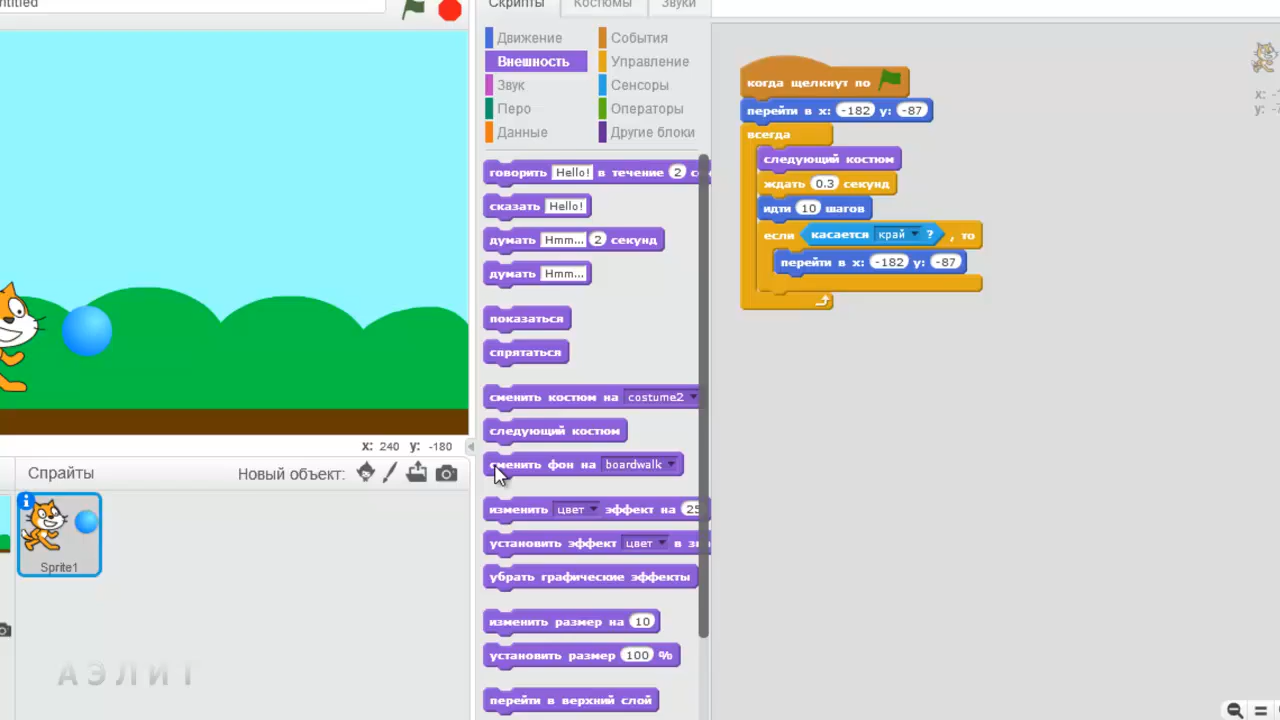 ntitled
Скрипты Костюмы Звуки
Движение
События
Внешность
Управление
Звук
Сенсоры
Перо
Операторы
Данные
Другие блоки
говорить Hello! в течение 2 с
сказать Hello!
думать Hmm... 2 секунд
думать Hmm...
показаться
спрятаться
сменить костюм на costume2
следующий костюм
сменить фон на boardwalk
изменить цвет эффект на 25
установить эффект цвет в
убрать графические эффекты
изменить размер на 10
установить размер 100 %
перейти в верхний слой
когда щелкнут по
перейти в x: -182 y: -87
всегда
следующий костюм
ждать 0.3 секунд
идти 10 шагов
если касается край ? , то
перейти в x: -182 y: -87
x: -
y: -
x: 240 y: -180
Спрайты
Новый объект:
Sprite1
АЭЛИТ